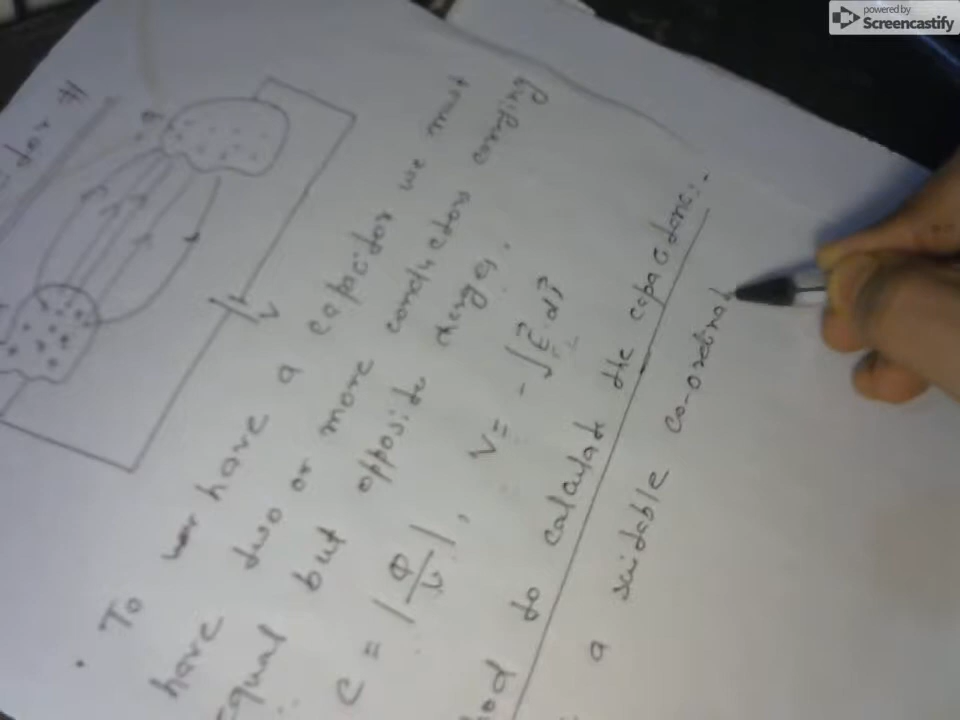 powered by
Screencastify
V
• To have a capacitor we must
have two or more conductors carrying
equal but opposite charges.
C = |Q/V|, V = - ∫ E⃗ . dl⃗
to calculate the capacitance:-
a suitable co-ordinat